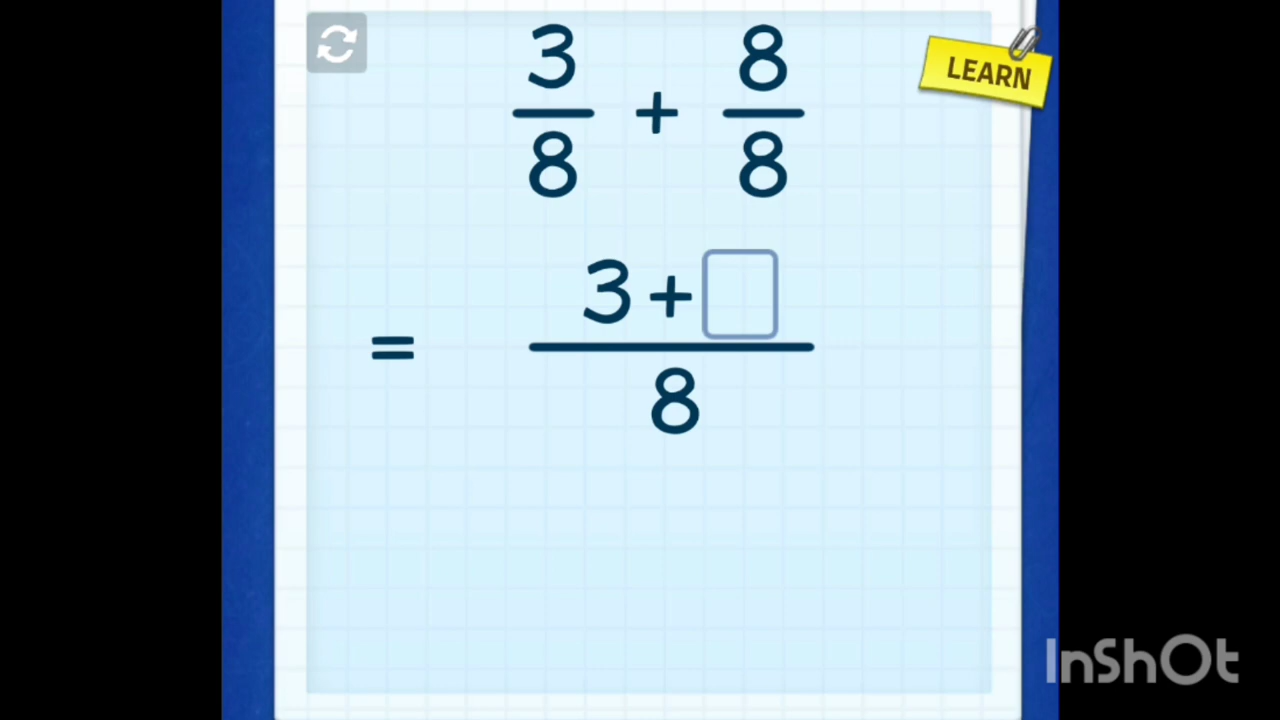 3/8 + 8/8
LEARN
= 3 + □ / 8
InShOt